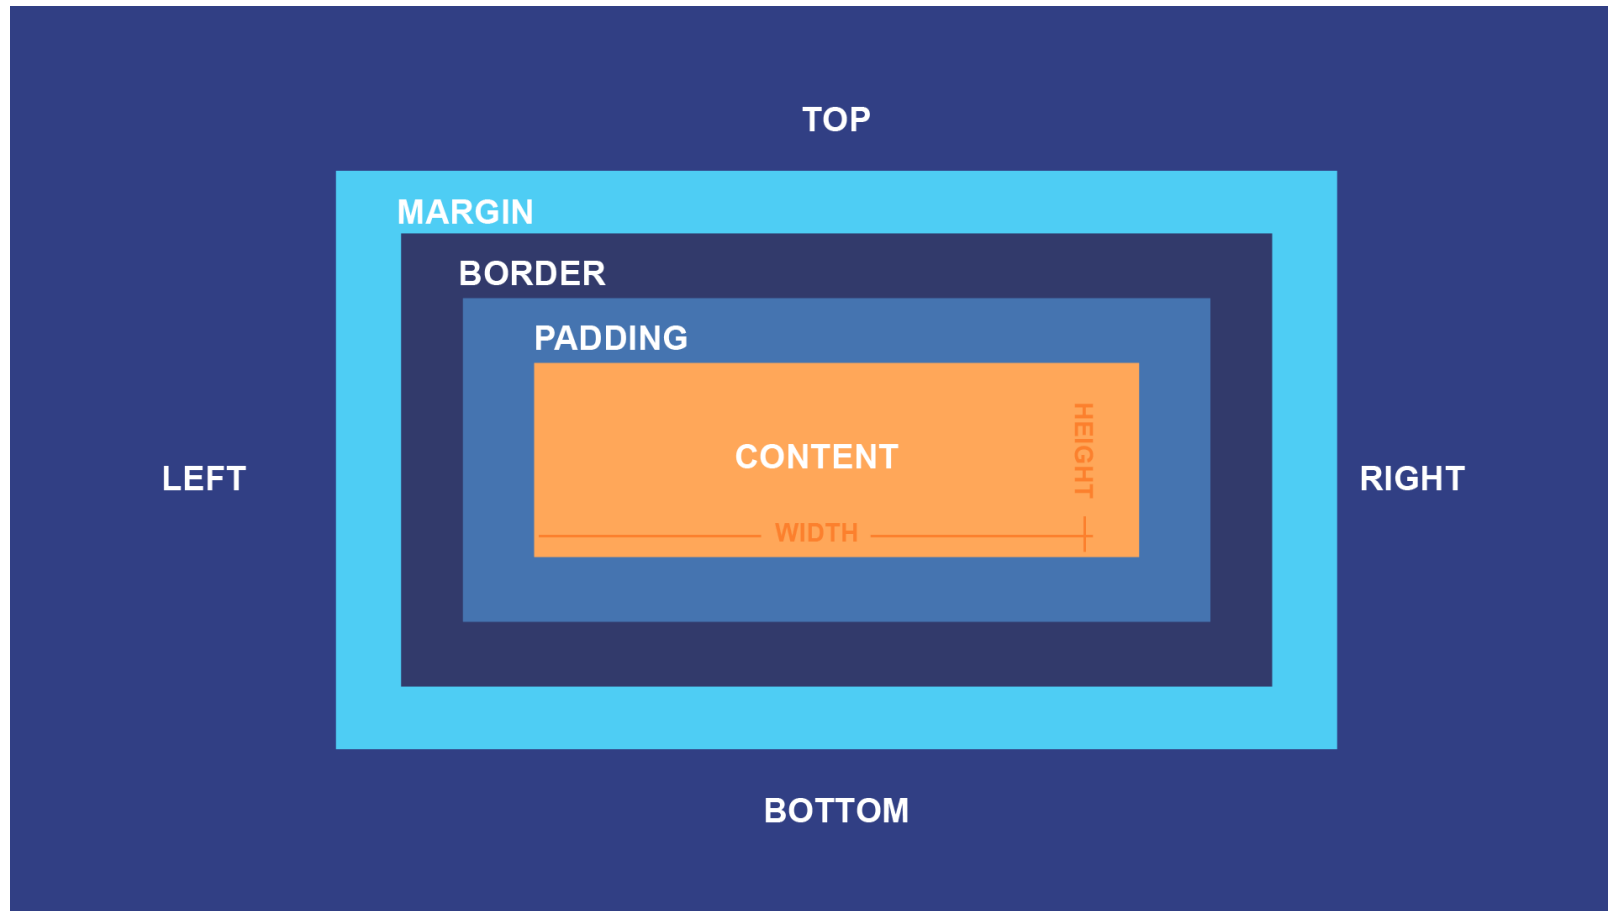 TOP
MARGIN
BORDER
PADDING
CONTENT
HEIGHT
WIDTH
LEFT
RIGHT
BOTTOM